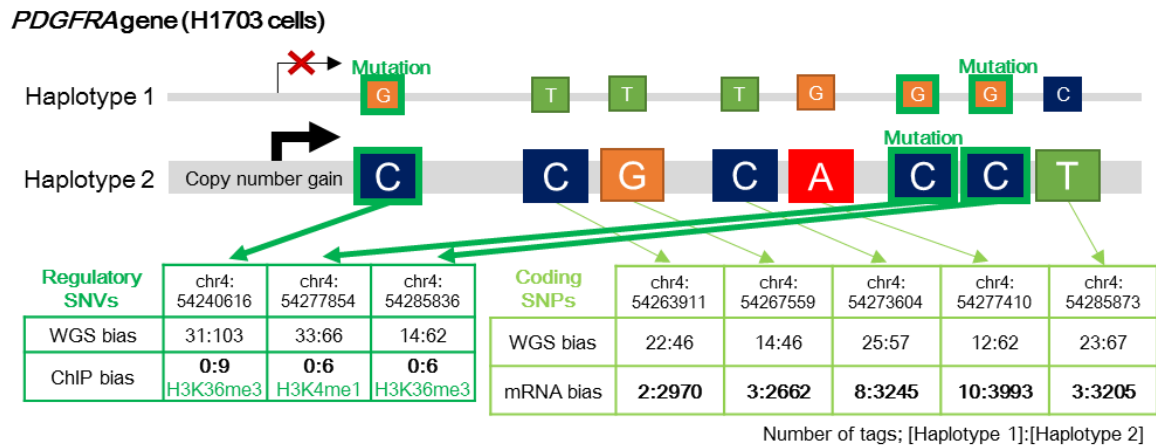 PDGFRA gene (H1703 cells)
Mutation
Mutation
Haplotype 1
G
T
T
T
G
G
G
C
Mutation
Haplotype 2
Copy number gain
C
C
G
C
A
C
C
T
Regulatory SNVs
chr4: 54240616
chr4: 54277854
chr4: 54285836
WGS bias
31:103
33:66
14:62
ChIP bias
0:9
H3K36me3
0:6
H3K4me1
0:6
H3K36me3
Coding SNPs
chr4: 54263911
chr4: 54267559
chr4: 54273604
chr4: 54277410
chr4: 54285873
WGS bias
22:46
14:46
25:57
12:62
23:67
mRNA bias
2:2970
3:2662
8:3245
10:3993
3:3205
Number of tags; [Haplotype 1]:[Haplotype 2]